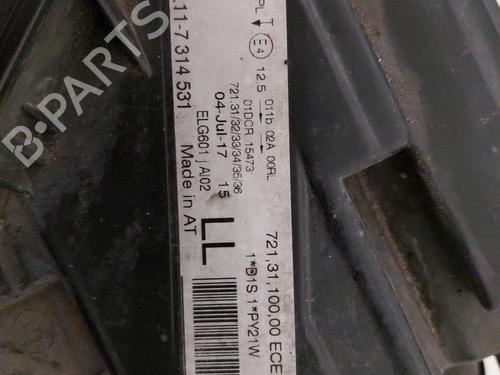 .11-7 314 531
PL T
E4
12,5 011b 02A 00RL
01DCR 15473
721.31/32/33/34/35/36
04-Jul-17 15
ELG601 j AI02
Made in AT
LL
721,31,100,00 ECE
1*D1S 1*PY21W
B-PARTS